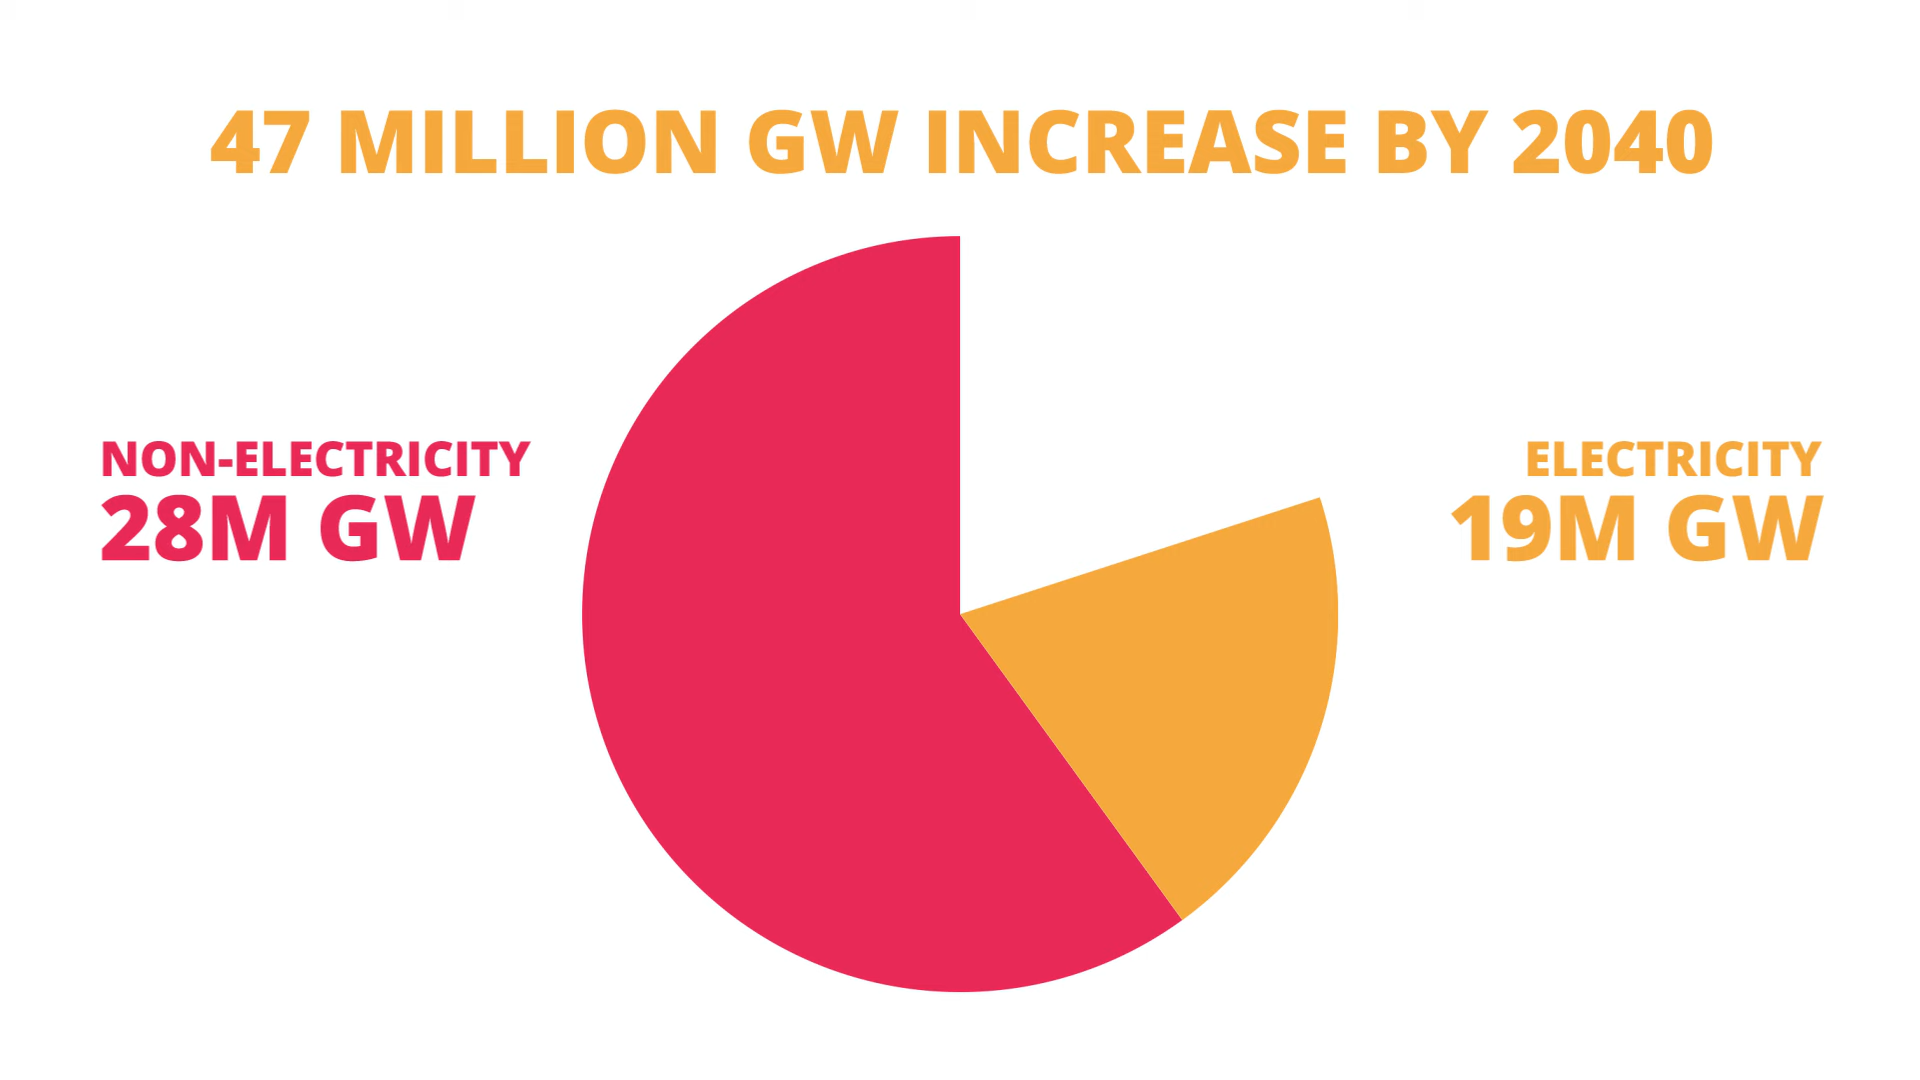 47 MILLION GW INCREASE BY 2040
NON-ELECTRICITY
28M GW
ELECTRICITY
19M GW